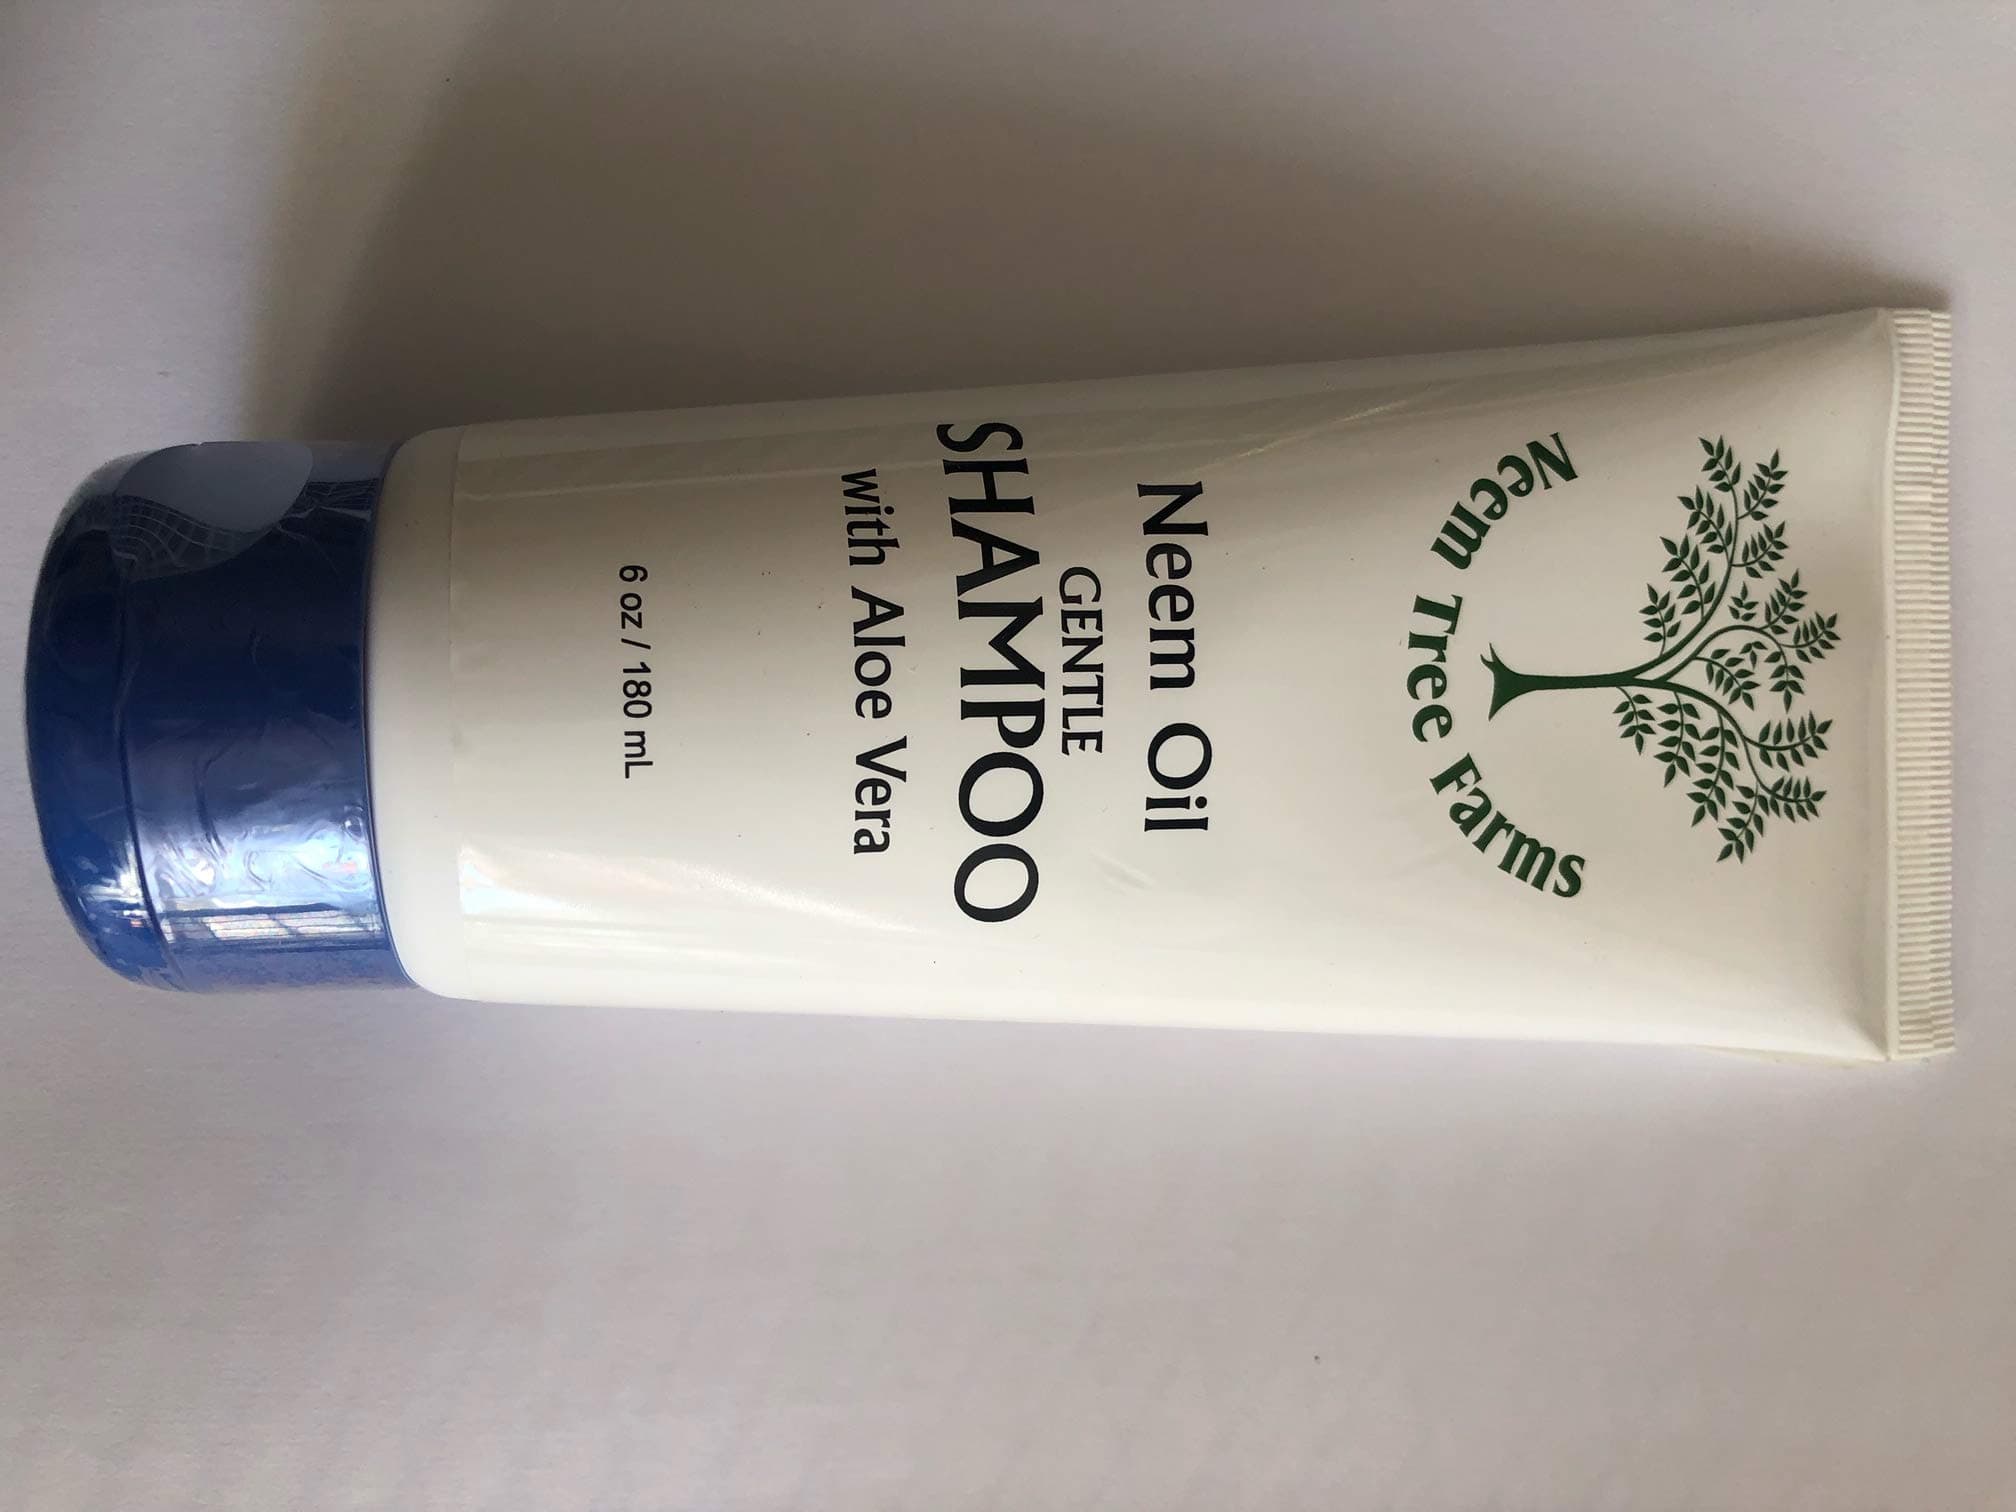 Neem Tree Farms
Neem Oil
GENTLE
SHAMPOO
with Aloe Vera
6 oz / 180 mL